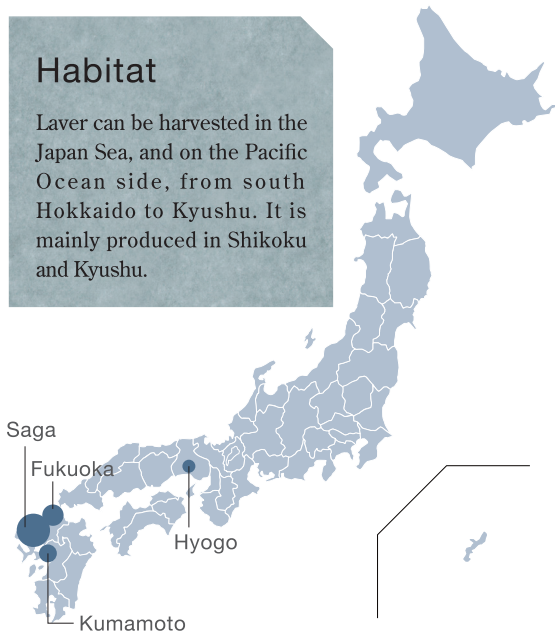 Habitat
Laver can be harvested in the
Japan Sea, and on the Pacific
Ocean side, from south
Hokkaido to Kyushu. It is
mainly produced in Shikoku
and Kyushu.
Saga
Fukuoka
Hyogo
Kumamoto